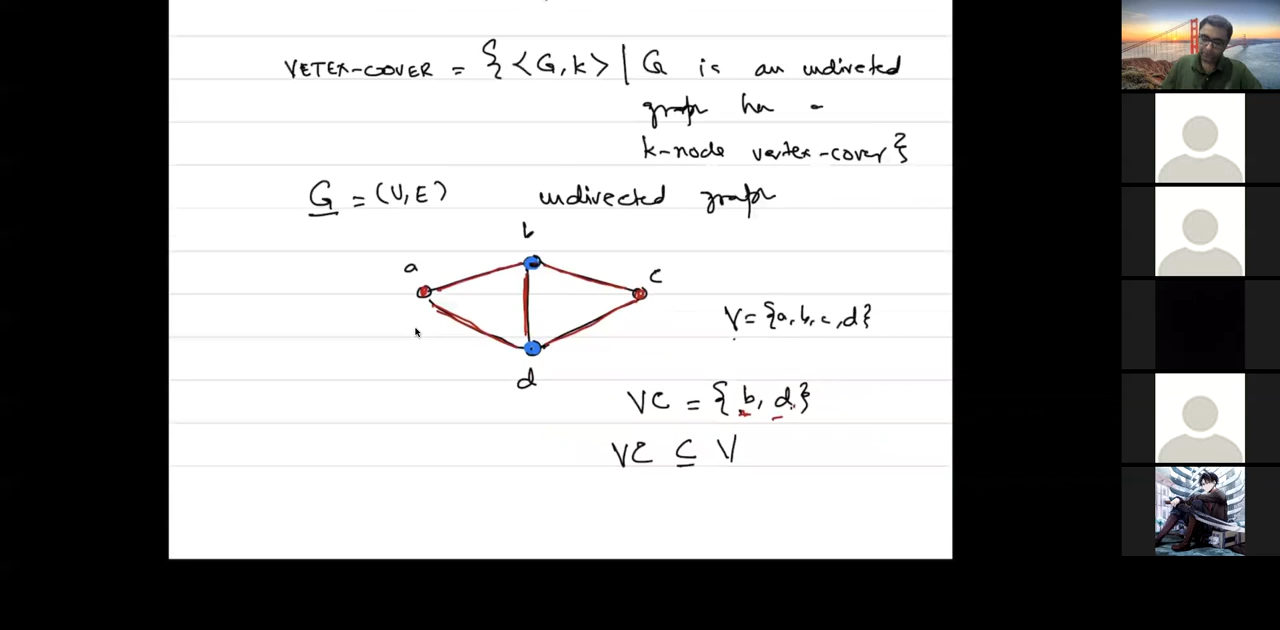 VETEX-COVER = {<G,k> | G is an undirected
graph has a
k-node vertex-cover}
G = (V,E) undirected graph
b
a
c
V={a,b,c,d}
d
VC = {b, d}
VC ⊆ V